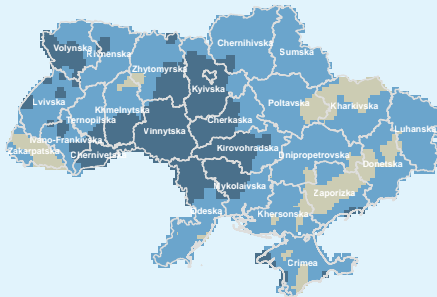 Chernihivska
Volynska
Rivnenska
Sumska
Zhytomyrska
Kyivska
Lvivska
Poltavska
Kharkivska
Khmelnytska
Ternopilska
Cherkaska
Luhanska
Vinnytska
Ivano-Frankivska
Kirovohradska
Zakarpatska
Chernivetska
Dnipropetrovska
Donetska
Mykolaivska
Zaporizka
Odeska
Khersonska
Crimea